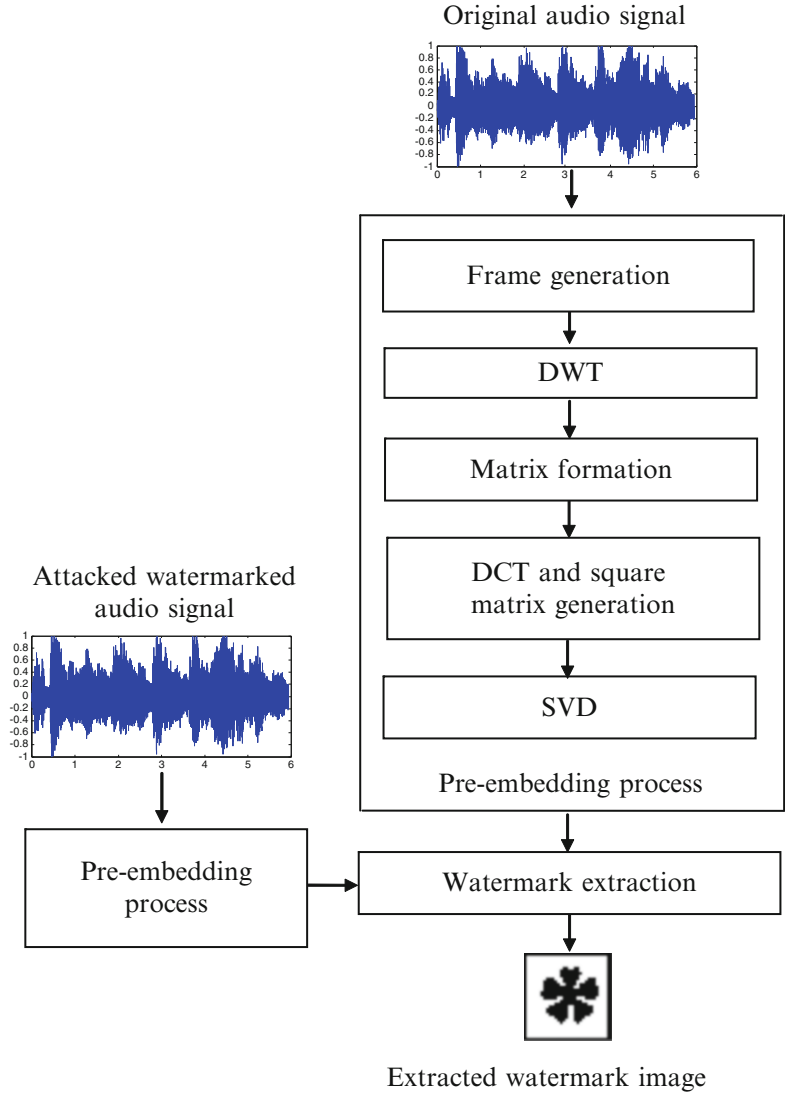 Original audio signal
1
0.8
0.6
0.4
0.2
0
-0.2
-0.4
-0.6
-0.8
-1
0 1 2 3 4 5 6
Frame generation
DWT
Matrix formation
DCT and square
matrix generation
SVD
Pre-embedding process
Attacked watermarked
audio signal
1
0.8
0.6
0.4
0.2
0
-0.2
-0.4
-0.6
-0.8
-1
0 1 2 3 4 5 6
Pre-embedding
process
Watermark extraction
Extracted watermark image